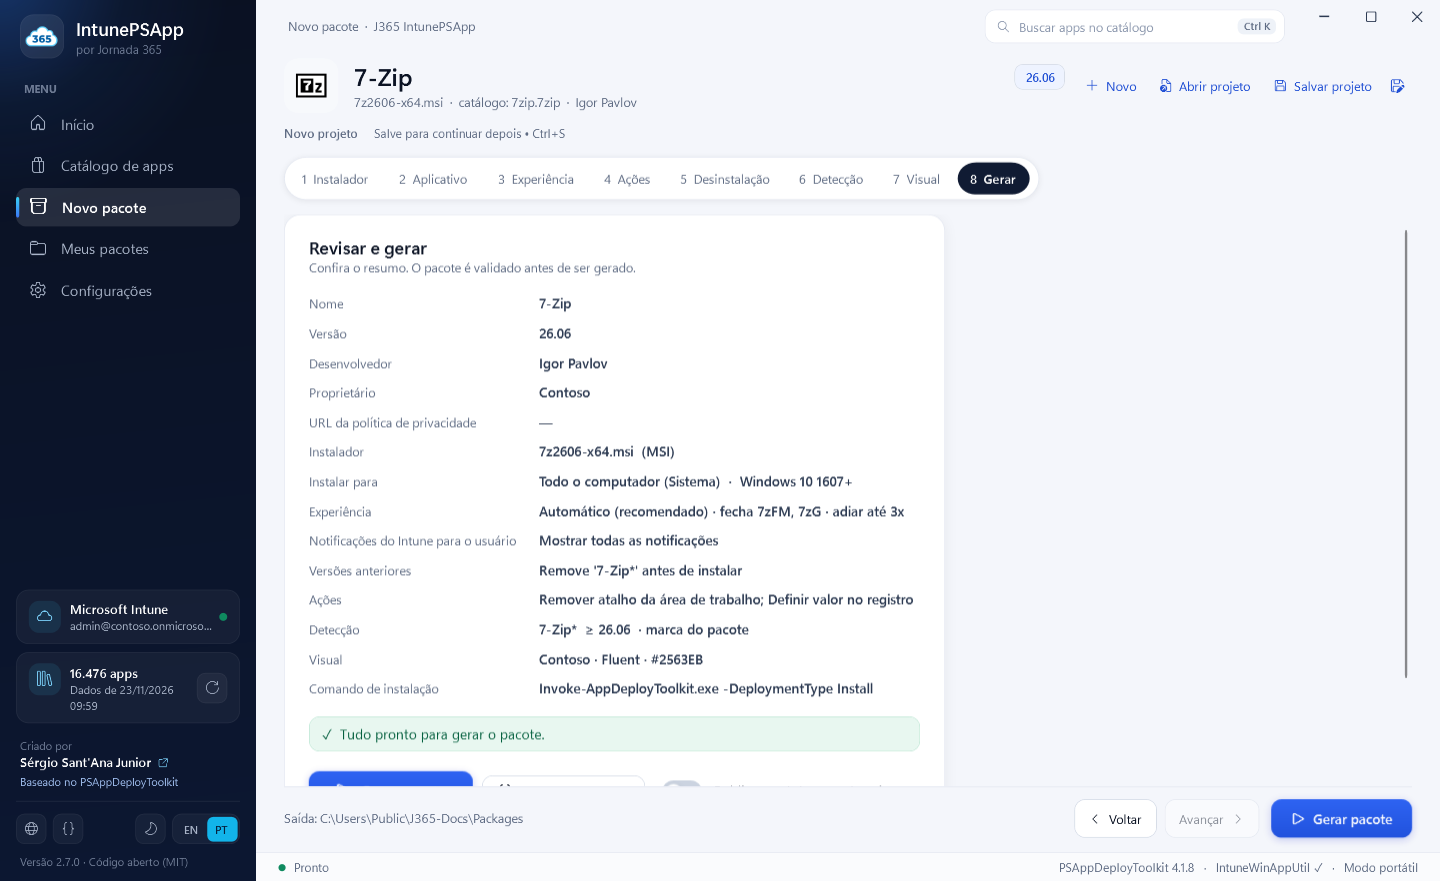 365
IntunePSApp
por Jornada 365
MENU
Início
Catálogo de apps
Novo pacote
Meus pacotes
Configurações
Microsoft Intune
admin@contoso.onmicroso...
16.476 apps
Dados de 23/11/2026
09:59
Criado por
Sérgio Sant'Ana Junior
Baseado no PSAppDeployToolkit
{} EN PT
Versão 2.7.0 · Código aberto (MIT)
Novo pacote · J365 IntunePSApp
Buscar apps no catálogo Ctrl K
7z
7-Zip
7z2606-x64.msi · catálogo: 7zip.7zip · Igor Pavlov
26.06 Novo Abrir projeto Salvar projeto
Novo projeto Salve para continuar depois • Ctrl+S
1 Instalador 2 Aplicativo 3 Experiência 4 Ações 5 Desinstalação 6 Detecção 7 Visual 8 Gerar
Revisar e gerar
Confira o resumo. O pacote é validado antes de ser gerado.
Nome 7-Zip
Versão 26.06
Desenvolvedor Igor Pavlov
Proprietário Contoso
URL da política de privacidade —
Instalador 7z2606-x64.msi (MSI)
Instalar para Todo o computador (Sistema) · Windows 10 1607+
Experiência Automático (recomendado) · fecha 7zFM, 7zG · adiar até 3x
Notificações do Intune para o usuário Mostrar todas as notificações
Versões anteriores Remove '7-Zip*' antes de instalar
Ações Remover atalho da área de trabalho; Definir valor no registro
Detecção 7-Zip* ≥ 26.06 · marca do pacote
Visual Contoso · Fluent · #2563EB
Comando de instalação Invoke-AppDeployToolkit.exe -DeploymentType Install
✓ Tudo pronto para gerar o pacote.
Saída: C:\Users\Public\J365-Docs\Packages
Voltar Avançar Gerar pacote
Pronto
PSAppDeployToolkit 4.1.8 · IntuneWinAppUtil ✓ · Modo portátil